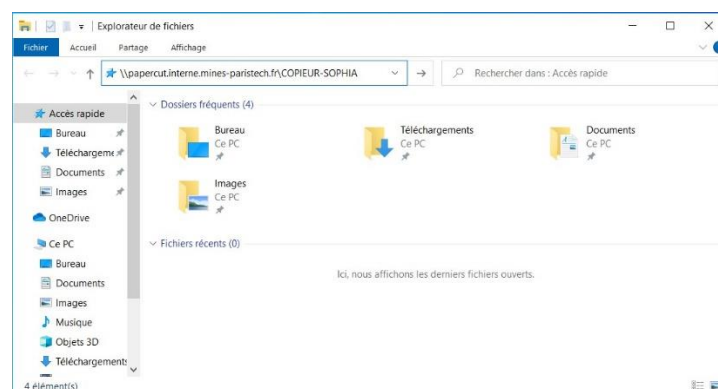 Explorateur de fichiers
Fichier Accueil Partage Affichage
\\papercut.interne.mines-paristech.fr\COPIEUR-SOPHIA
Rechercher dans : Accès rapide
Accès rapide
Bureau
Téléchargeme
Documents
Images
OneDrive
Ce PC
Bureau
Documents
Images
Musique
Objets 3D
Téléchargements
Dossiers fréquents (4)
Bureau
Ce PC
Téléchargements
Ce PC
Documents
Ce PC
Images
Ce PC
Fichiers récents (0)
Ici, nous affichons les derniers fichiers ouverts.
4 élément(s)